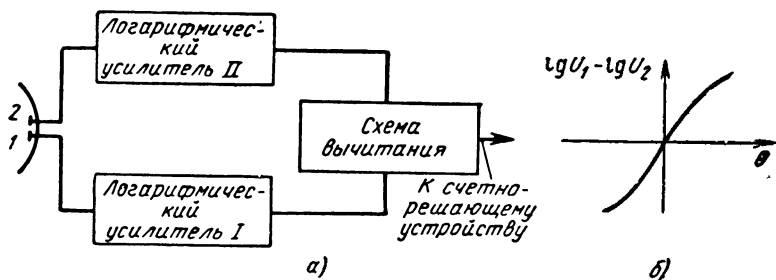 Логарифмичес-
кий
усилитель II
2
1
Логарифмичес-
кий
усилитель I
Схема
вычитания
К счетно-
решающему
устройству
а)
lgU₁-lgU₂
θ
б)